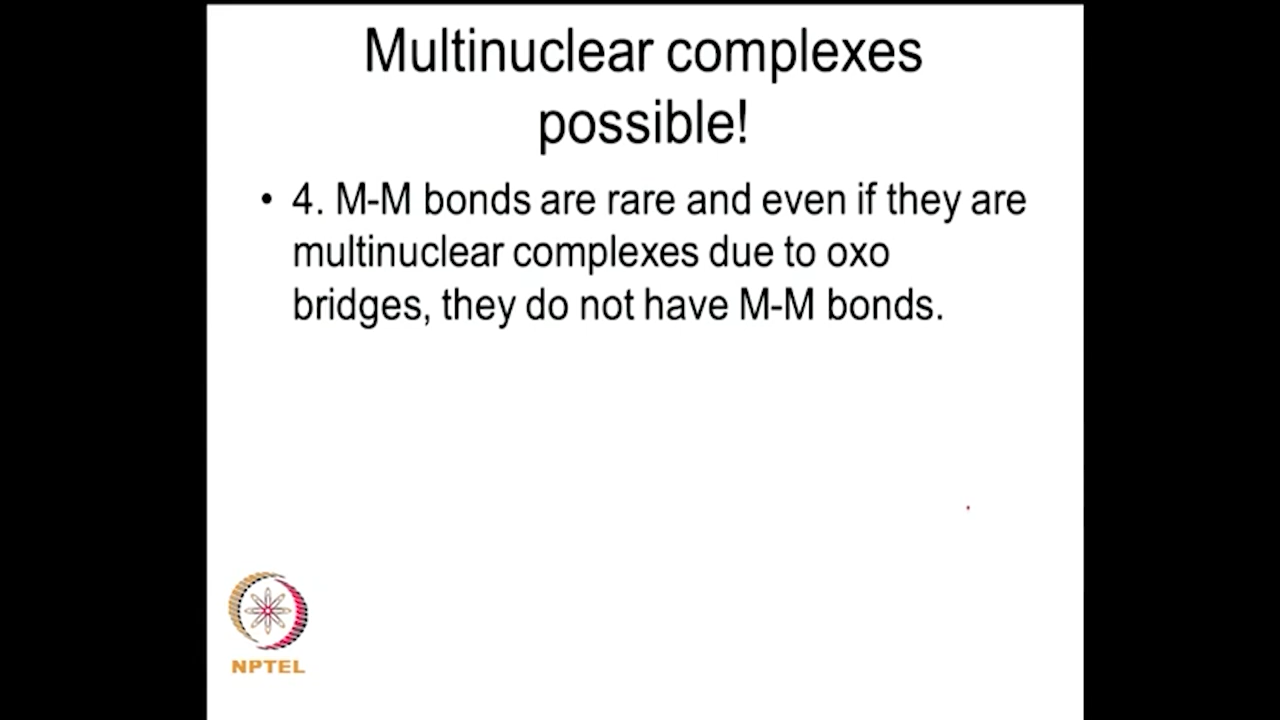 Multinuclear complexes
possible!
• 4. M-M bonds are rare and even if they are
multinuclear complexes due to oxo
bridges, they do not have M-M bonds.
NPTEL